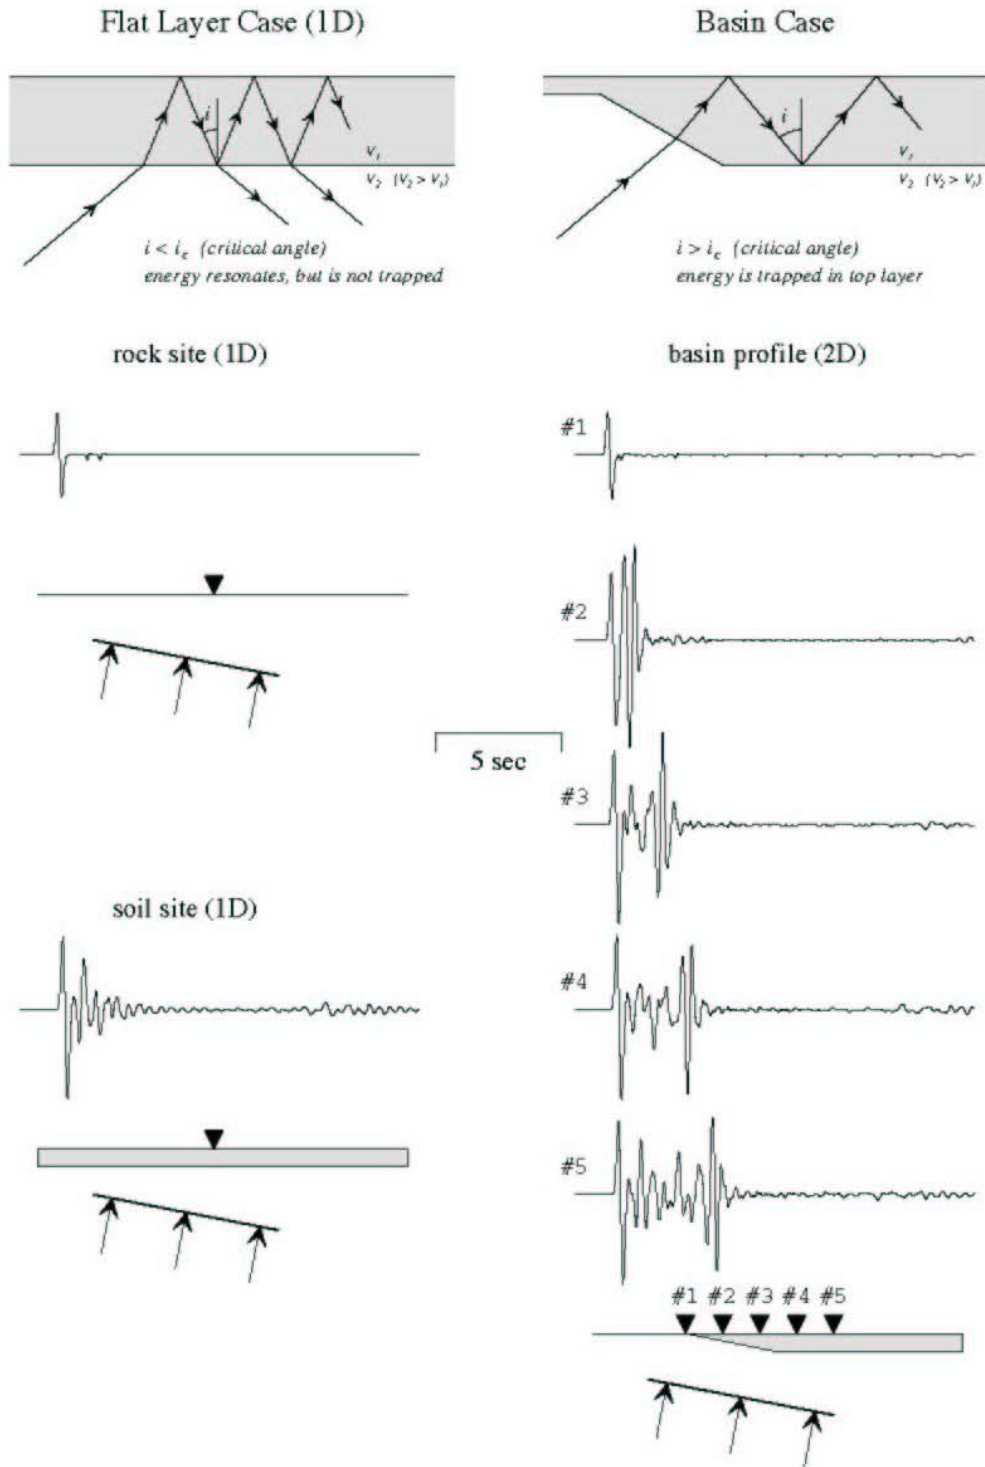 Flat Layer Case (1D)
Basin Case
i
V₁
V₂ (V₂ > V₁)
i < i_c (critical angle)
energy resonates, but is not trapped
i
V₁
V₂ (V₂ > V₁)
i > i_c (critical angle)
energy is trapped in top layer
rock site (1D)
basin profile (2D)
#1
#2
5 sec
#3
soil site (1D)
#4
#5
#1 #2 #3 #4 #5